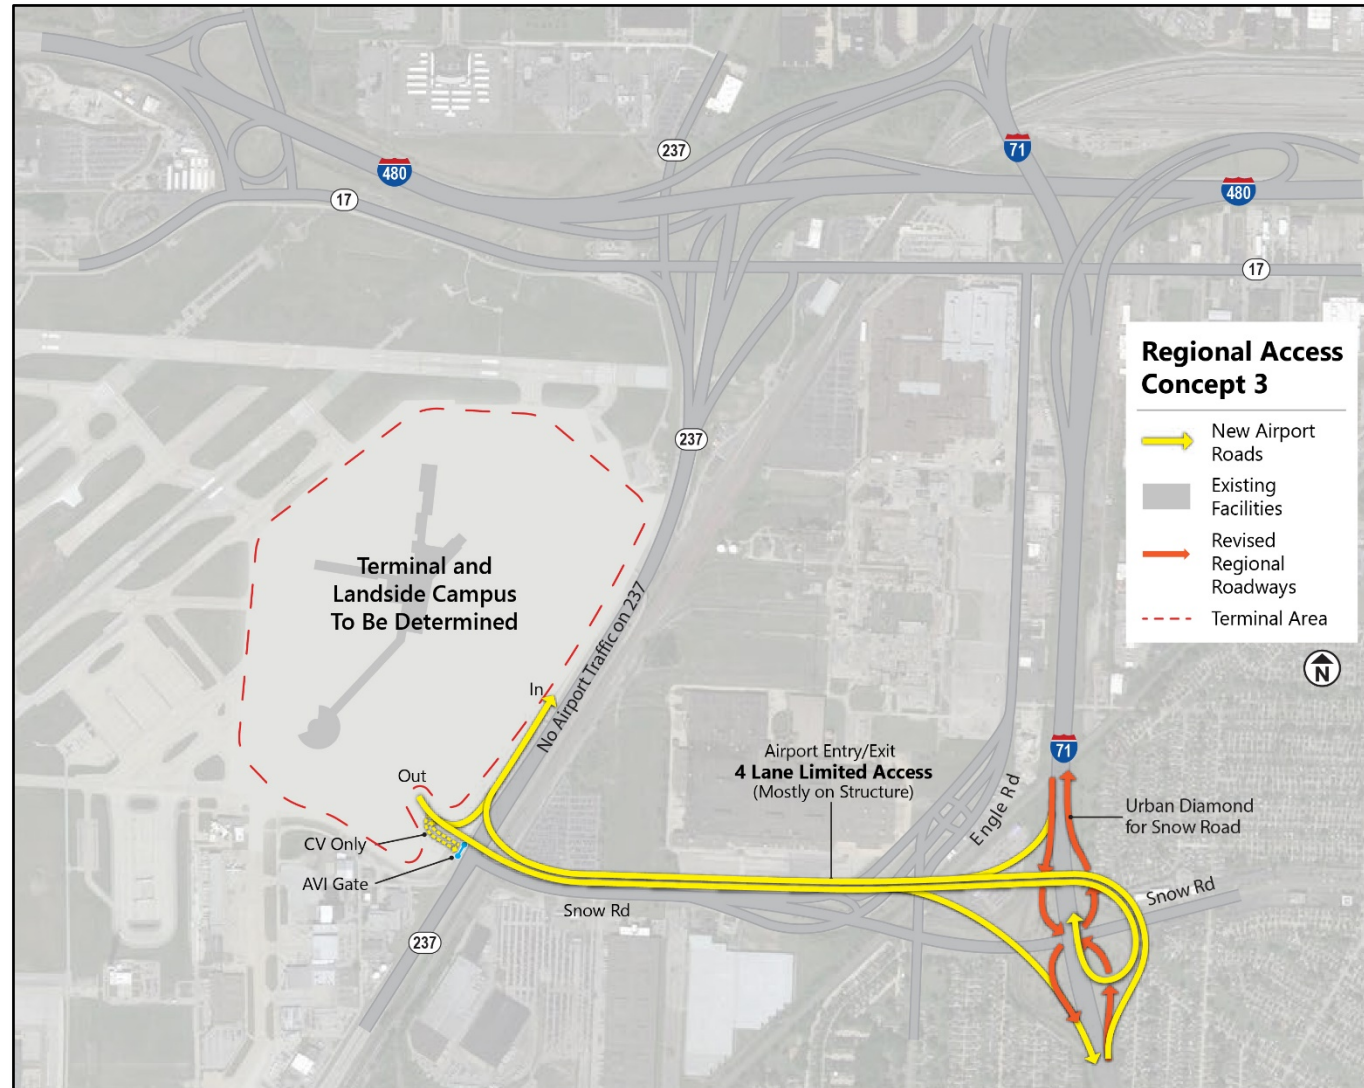 237
71
480
480
17
17
Regional Access
Concept 3
New Airport
Roads
Existing
Facilities
Revised
Regional
Roadways
Terminal Area
N
237
Terminal and
Landside Campus
To Be Determined
No Airport Traffic on 237
In
Out
CV Only
AVI Gate
Airport Entry/Exit
4 Lane Limited Access
(Mostly on Structure)
Engle Rd
71
Urban Diamond
for Snow Road
Snow Rd
Snow Rd
237